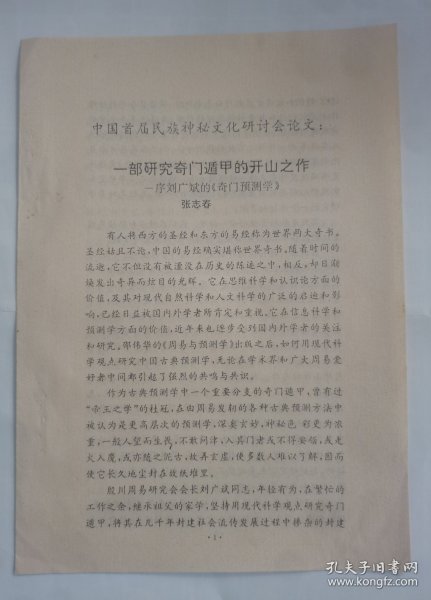 中国首届民族神秘文化研讨会论文：
一部研究奇门遁甲的开山之作
—序刘广斌的《奇门预测学》
张志春
有人将西方的圣经和东方的易经称为世界两大奇书。
圣经姑且不论，中国的易经确实堪称世界奇书。随着时间的
流逝，它不但没有被湮没在历史的陈迹之中，相反，却日渐
焕发出奇异而炫目的光辉。它在思维科学和认识论方面的
价值，及其对现代自然科学和人文科学的广泛的启迪和影
响，已经日益被国内外学者所肯定和重视。它在信息科学和
预测学方面的价值，近年来也逐步受到国内外学者的关注
和研究。邵伟华的《周易与预测学》出版之后，如何用现代科
学观点研究中国古典预测学，无论在学术界和广大周易爱
好者中间都引起了强烈的共鸣与共识。
作为古典预测学中一个重要分支的奇门遁甲，曾有过
“帝王之学”的桂冠，在由周易发轫的各种古典预测方法中
被认为是更高层次的预测学，深奥玄妙，神秘色彩更为浓
重，一般人望而生畏，不敢问津，入其门者或不得要领，或走
火入魔，或亦随之泥古，故弄玄虚，使多数人难以了解，因而
使它长久地尘封在故纸堆里。
殷川周易研究会会长刘广斌同志，年轻有为，在繁忙的
工作之余，继承祖父的家学，坚持用现代科学观点研究奇门
遁甲，将其在几千年封建社会流传发展过程中掺杂的封建
·1·
孔夫子旧书网
www.kongfz.com